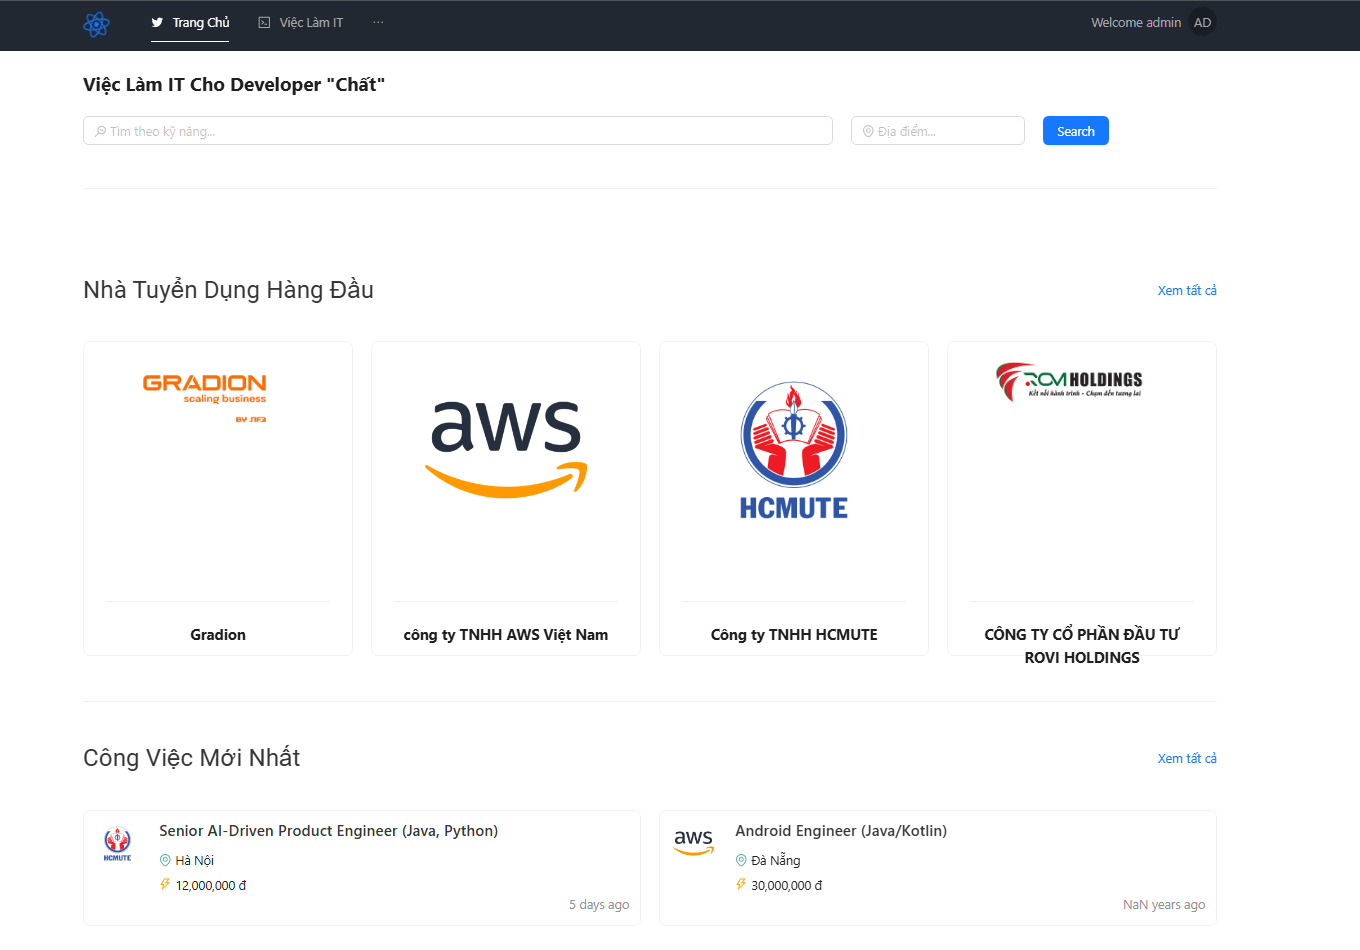 Trang Chủ
Việc Làm IT
...
Welcome admin
AD
Việc Làm IT Cho Developer "Chất"
Tìm theo kỹ năng...
Địa điểm...
Search
Nhà Tuyển Dụng Hàng Đầu
Xem tất cả
GRADION
scaling business
BY NFQ
Gradion
aws
công ty TNHH AWS Việt Nam
HCMUTE
Công ty TNHH HCMUTE
ROVI HOLDINGS
Kết nối hành trình - Chạm đến tương lai
CÔNG TY CỔ PHẦN ĐẦU TƯ
ROVI HOLDINGS
Công Việc Mới Nhất
Xem tất cả
HCMUTE
Senior AI-Driven Product Engineer (Java, Python)
Hà Nội
12,000,000 đ
5 days ago
aws
Android Engineer (Java/Kotlin)
Đà Nẵng
30,000,000 đ
NaN years ago